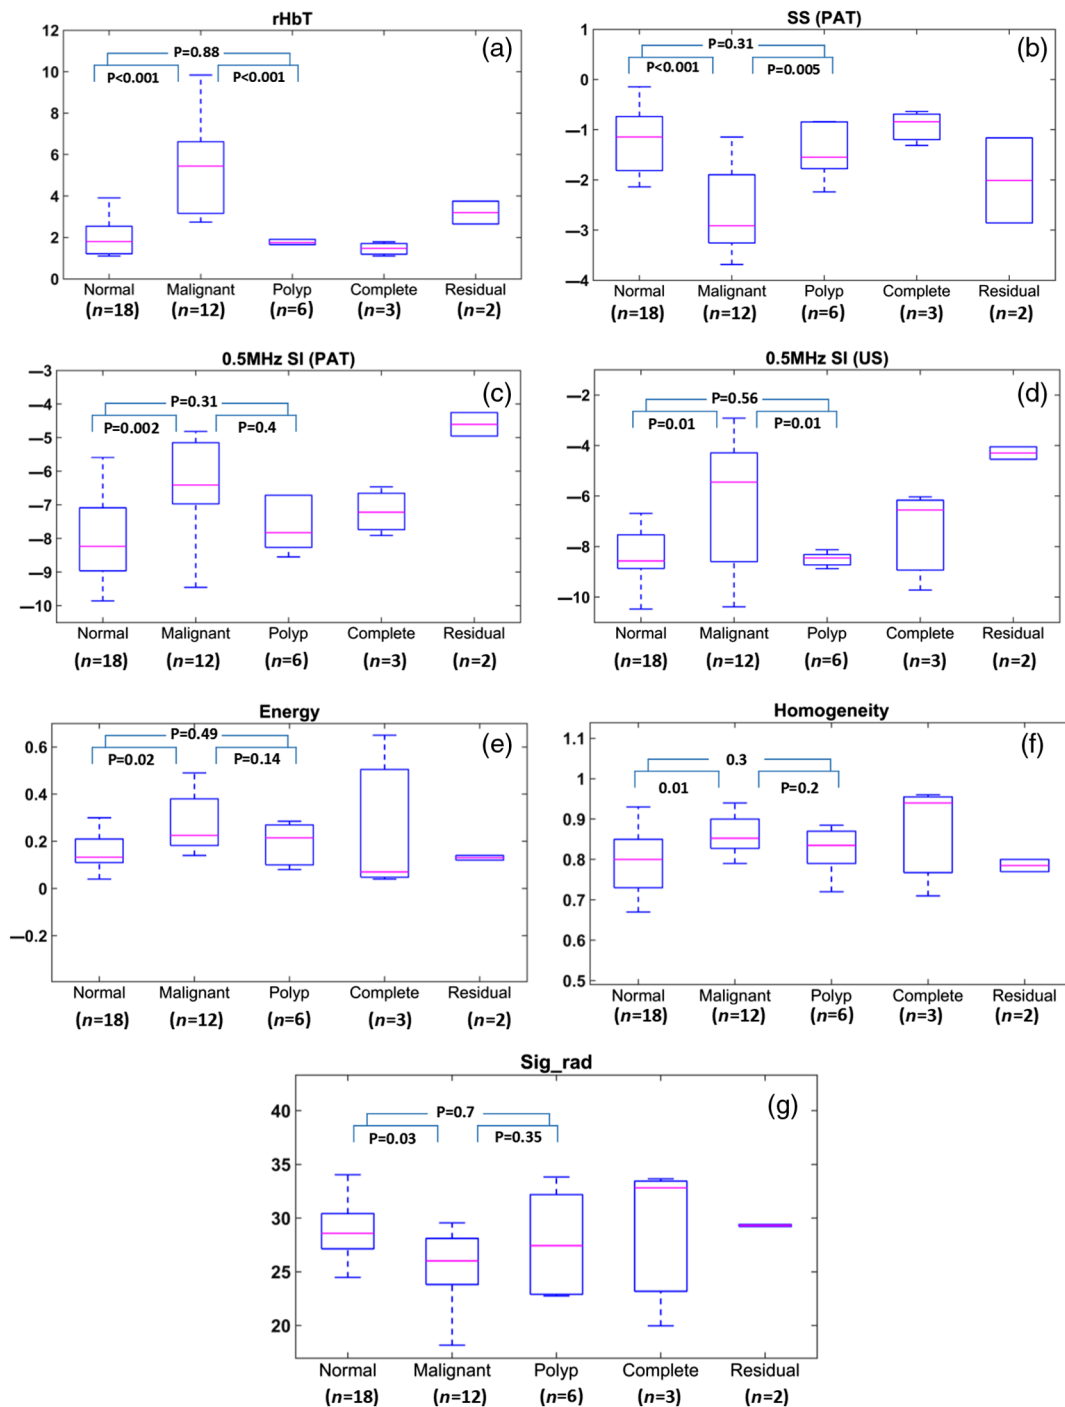 rHbT
(a)
12
10
8
6
4
2
0
P=0.88
P<0.001
P<0.001
Normal Malignant Polyp Complete Residual
(n=18) (n=12) (n=6) (n=3) (n=2)
SS (PAT)
(b)
1
0
−1
−2
−3
−4
P=0.31
P<0.001
P=0.005
Normal Malignant Polyp Complete Residual
(n=18) (n=12) (n=6) (n=3) (n=2)
0.5MHz SI (PAT)
(c)
−3
−4
−5
−6
−7
−8
−9
−10
P=0.31
P=0.002
P=0.4
Normal Malignant Polyp Complete Residual
(n=18) (n=12) (n=6) (n=3) (n=2)
0.5MHz SI (US)
(d)
−2
−4
−6
−8
−10
P=0.56
P=0.01
P=0.01
Normal Malignant Polyp Complete Residual
(n=18) (n=12) (n=6) (n=3) (n=2)
Energy
(e)
0.6
0.4
0.2
0
−0.2
P=0.49
P=0.02
P=0.14
Normal Malignant Polyp Complete Residual
(n=18) (n=12) (n=6) (n=3) (n=2)
Homogeneity
(f)
1.1
1
0.9
0.8
0.7
0.6
0.5
0.3
0.01
P=0.2
Normal Malignant Polyp Complete Residual
(n=18) (n=12) (n=6) (n=3) (n=2)
Sig_rad
(g)
40
35
30
25
20
P=0.7
P=0.03
P=0.35
Normal Malignant Polyp Complete Residual
(n=18) (n=12) (n=6) (n=3) (n=2)